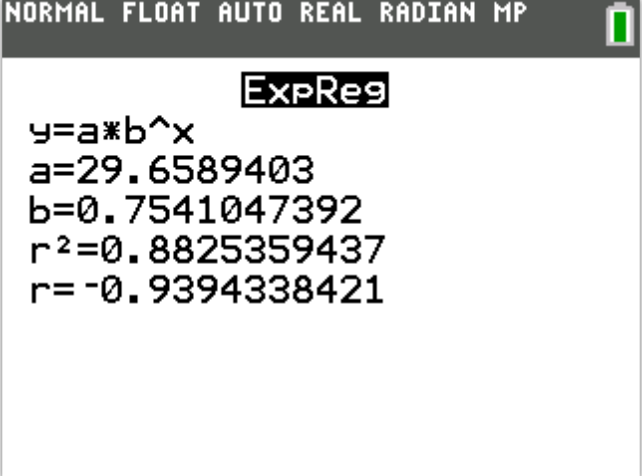 NORMAL FLOAT AUTO REAL RADIAN MP
ExpReg
y=a*b^x
a=29.6589403
b=0.7541047392
r²=0.8825359437
r=⁻0.9394338421